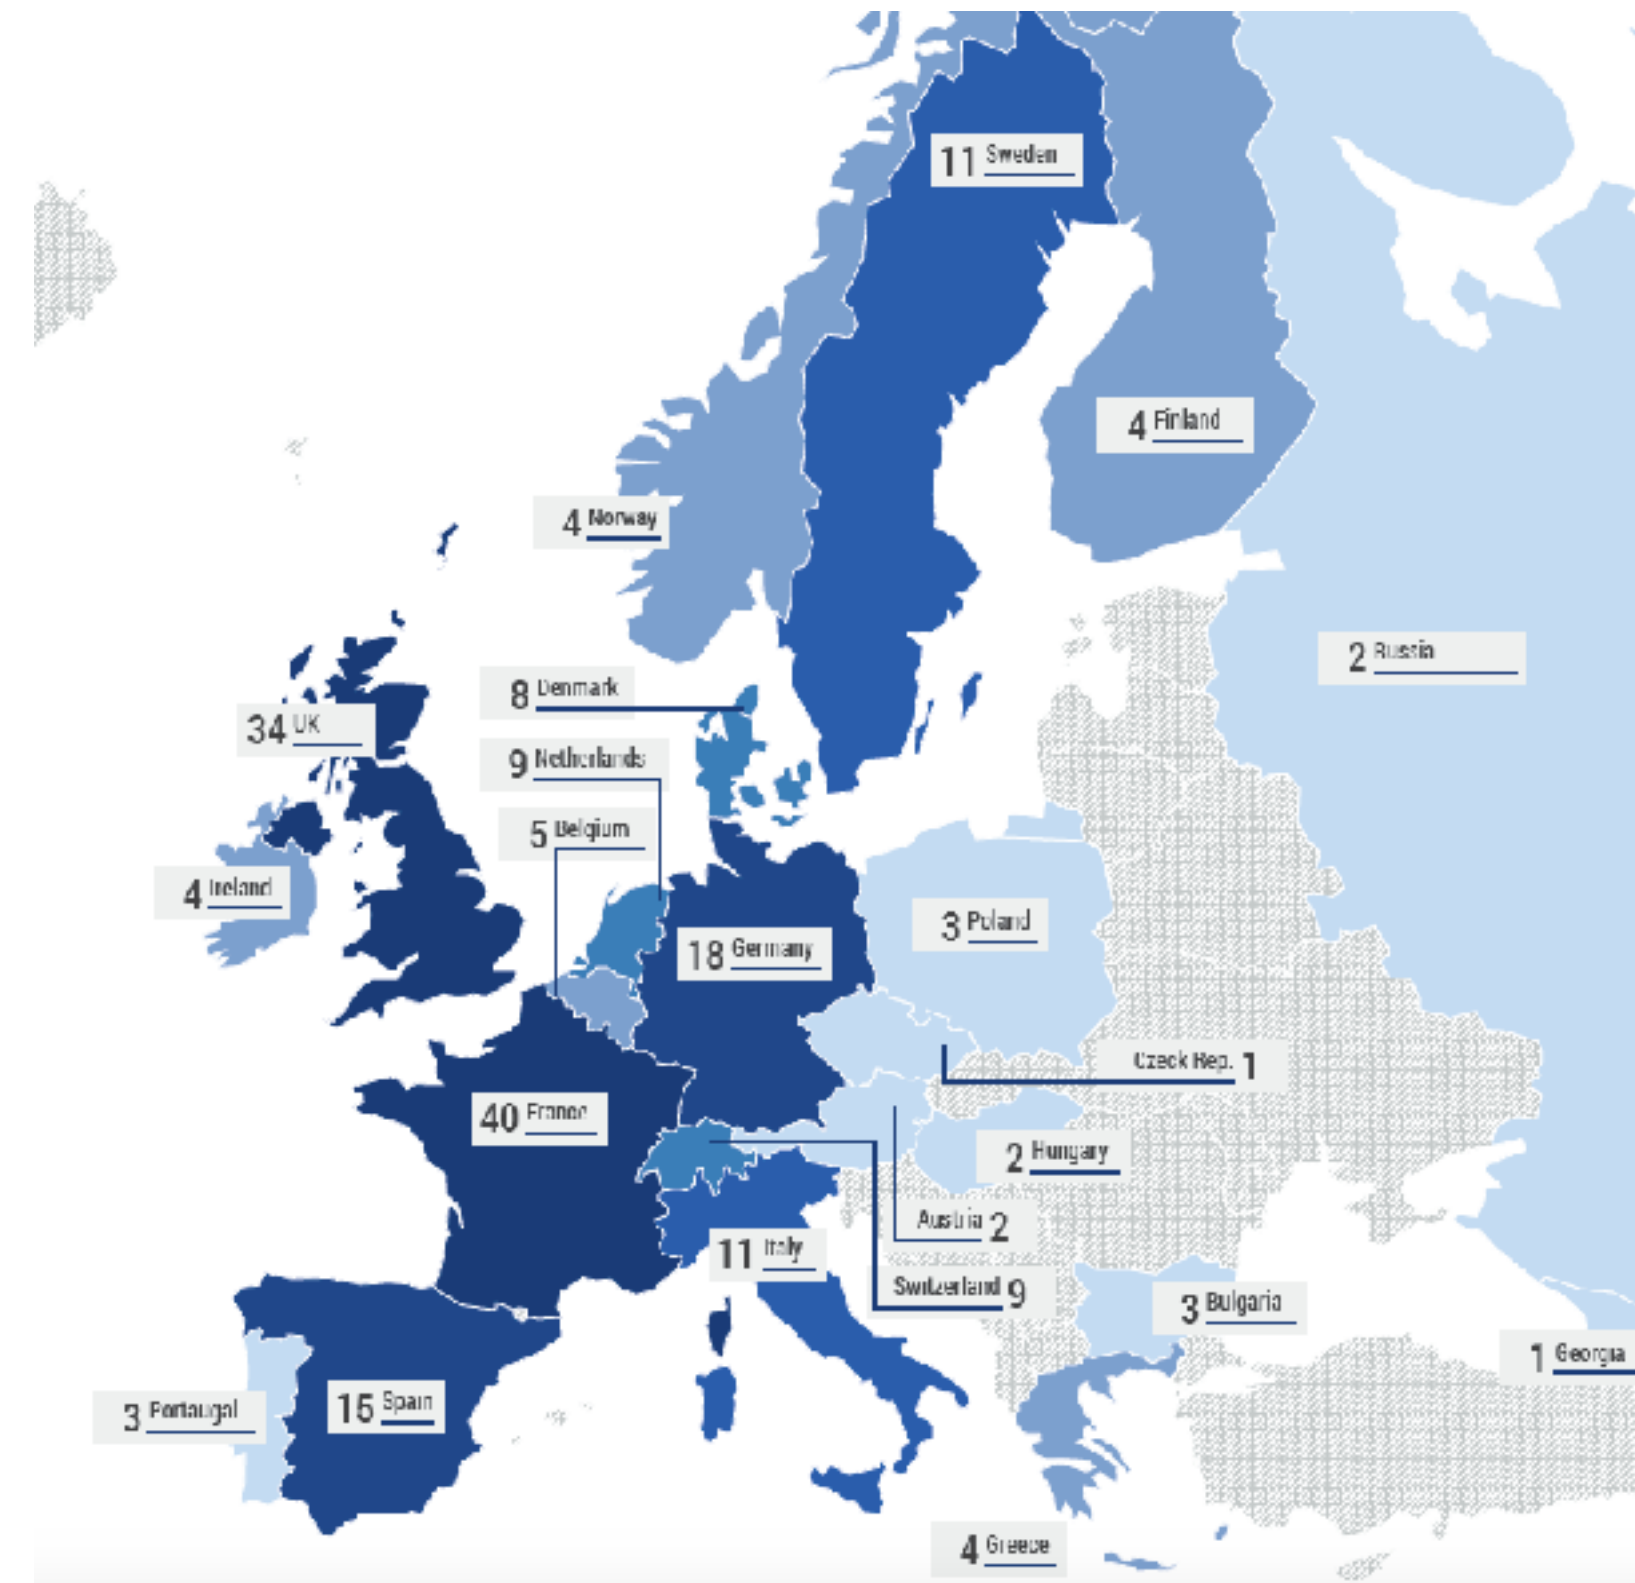 11 Sweden
4 Finland
4 Norway
2 Russia
8 Denmark
34 UK
9 Netherlands
5 Belgium
4 Ireland
3 Poland
18 Germany
Czeck Rep. 1
40 France
2 Hungary
Austria 2
11 Italy
Switzerland 9
3 Bulgaria
1 Georgia
3 Portaugal
15 Spain
4 Greece